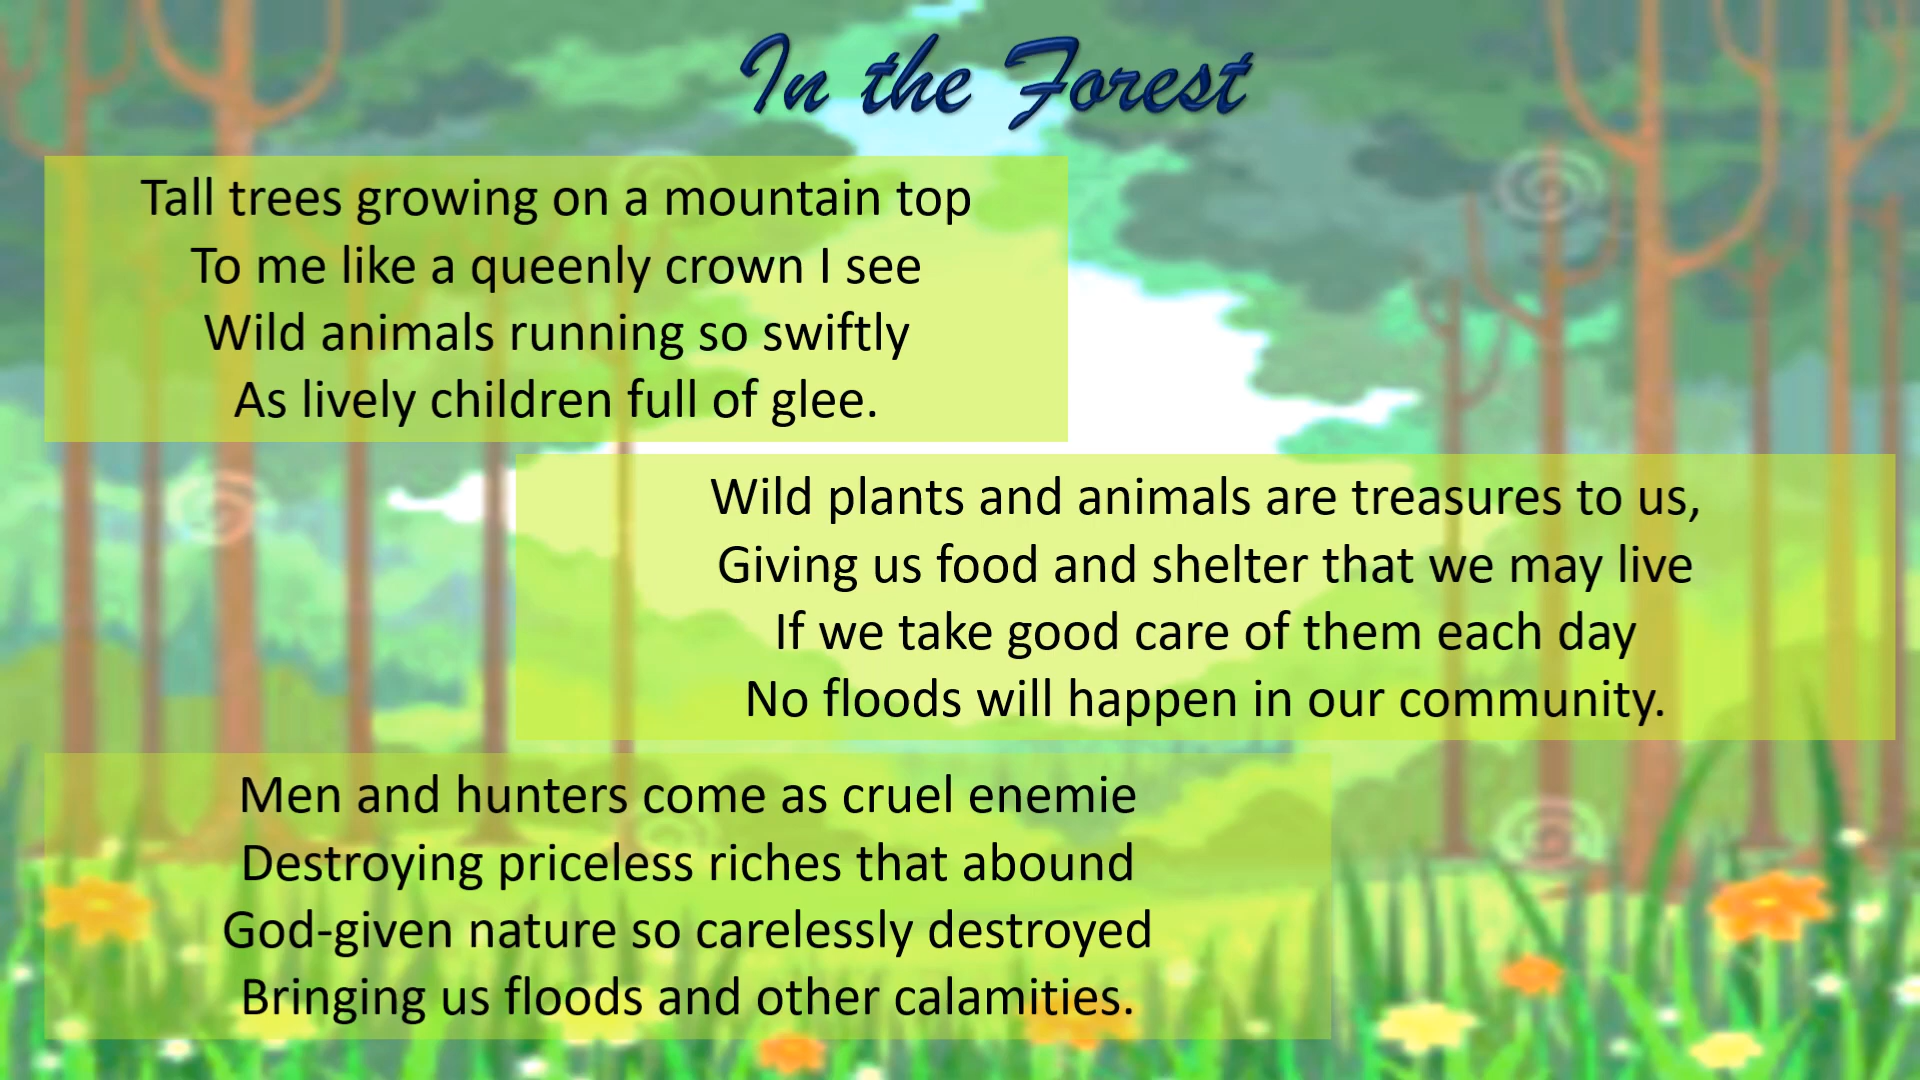 In the Forest
Tall trees growing on a mountain top
To me like a queenly crown I see
Wild animals running so swiftly
As lively children full of glee.
Wild plants and animals are treasures to us,
Giving us food and shelter that we may live
If we take good care of them each day
No floods will happen in our community.
Men and hunters come as cruel enemie
Destroying priceless riches that abound
God-given nature so carelessly destroyed
Bringing us floods and other calamities.